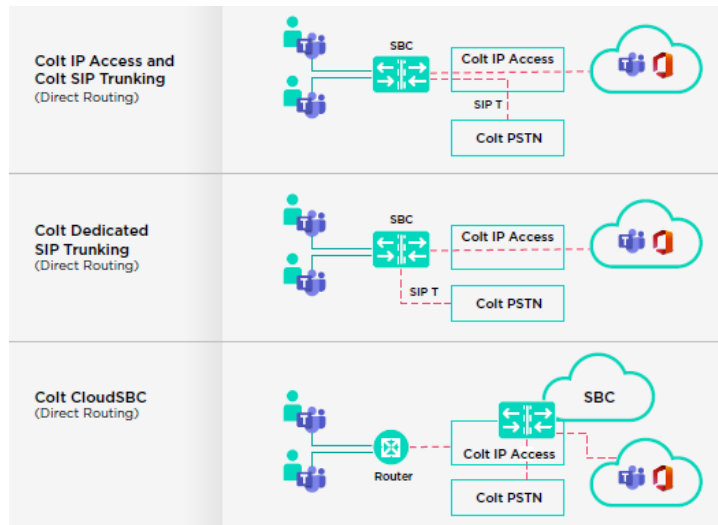 Colt IP Access and
Colt SIP Trunking
(Direct Routing)
SBC
Colt IP Access
SIP T
Colt PSTN
T
T
T
Colt Dedicated
SIP Trunking
(Direct Routing)
SBC
Colt IP Access
SIP T
Colt PSTN
T
T
T
Colt CloudSBC
(Direct Routing)
SBC
Colt IP Access
Router
Colt PSTN
T
T
T